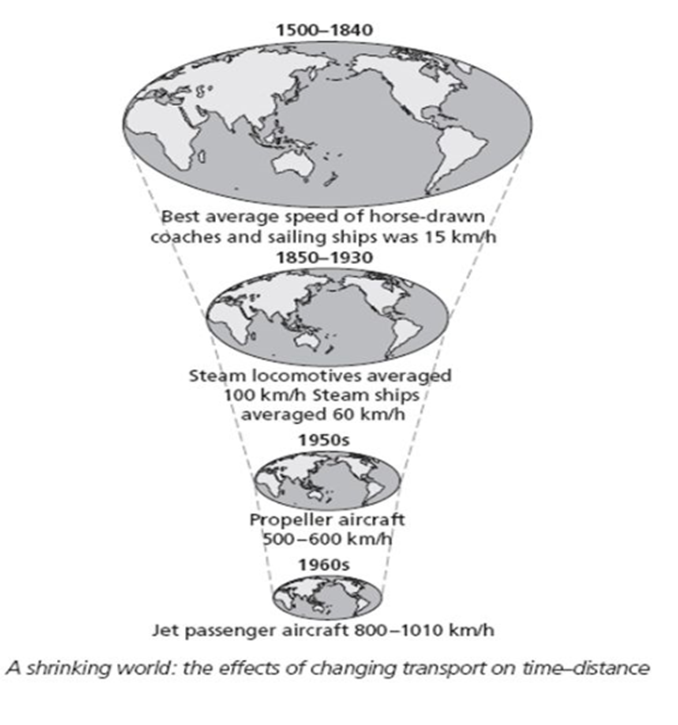 1500–1840
Best average speed of horse-drawn
coaches and sailing ships was 15 km/h
1850–1930
Steam locomotives averaged
100 km/h Steam ships
averaged 60 km/h
1950s
Propeller aircraft
500–600 km/h
1960s
Jet passenger aircraft 800–1010 km/h
A shrinking world: the effects of changing transport on time–distance